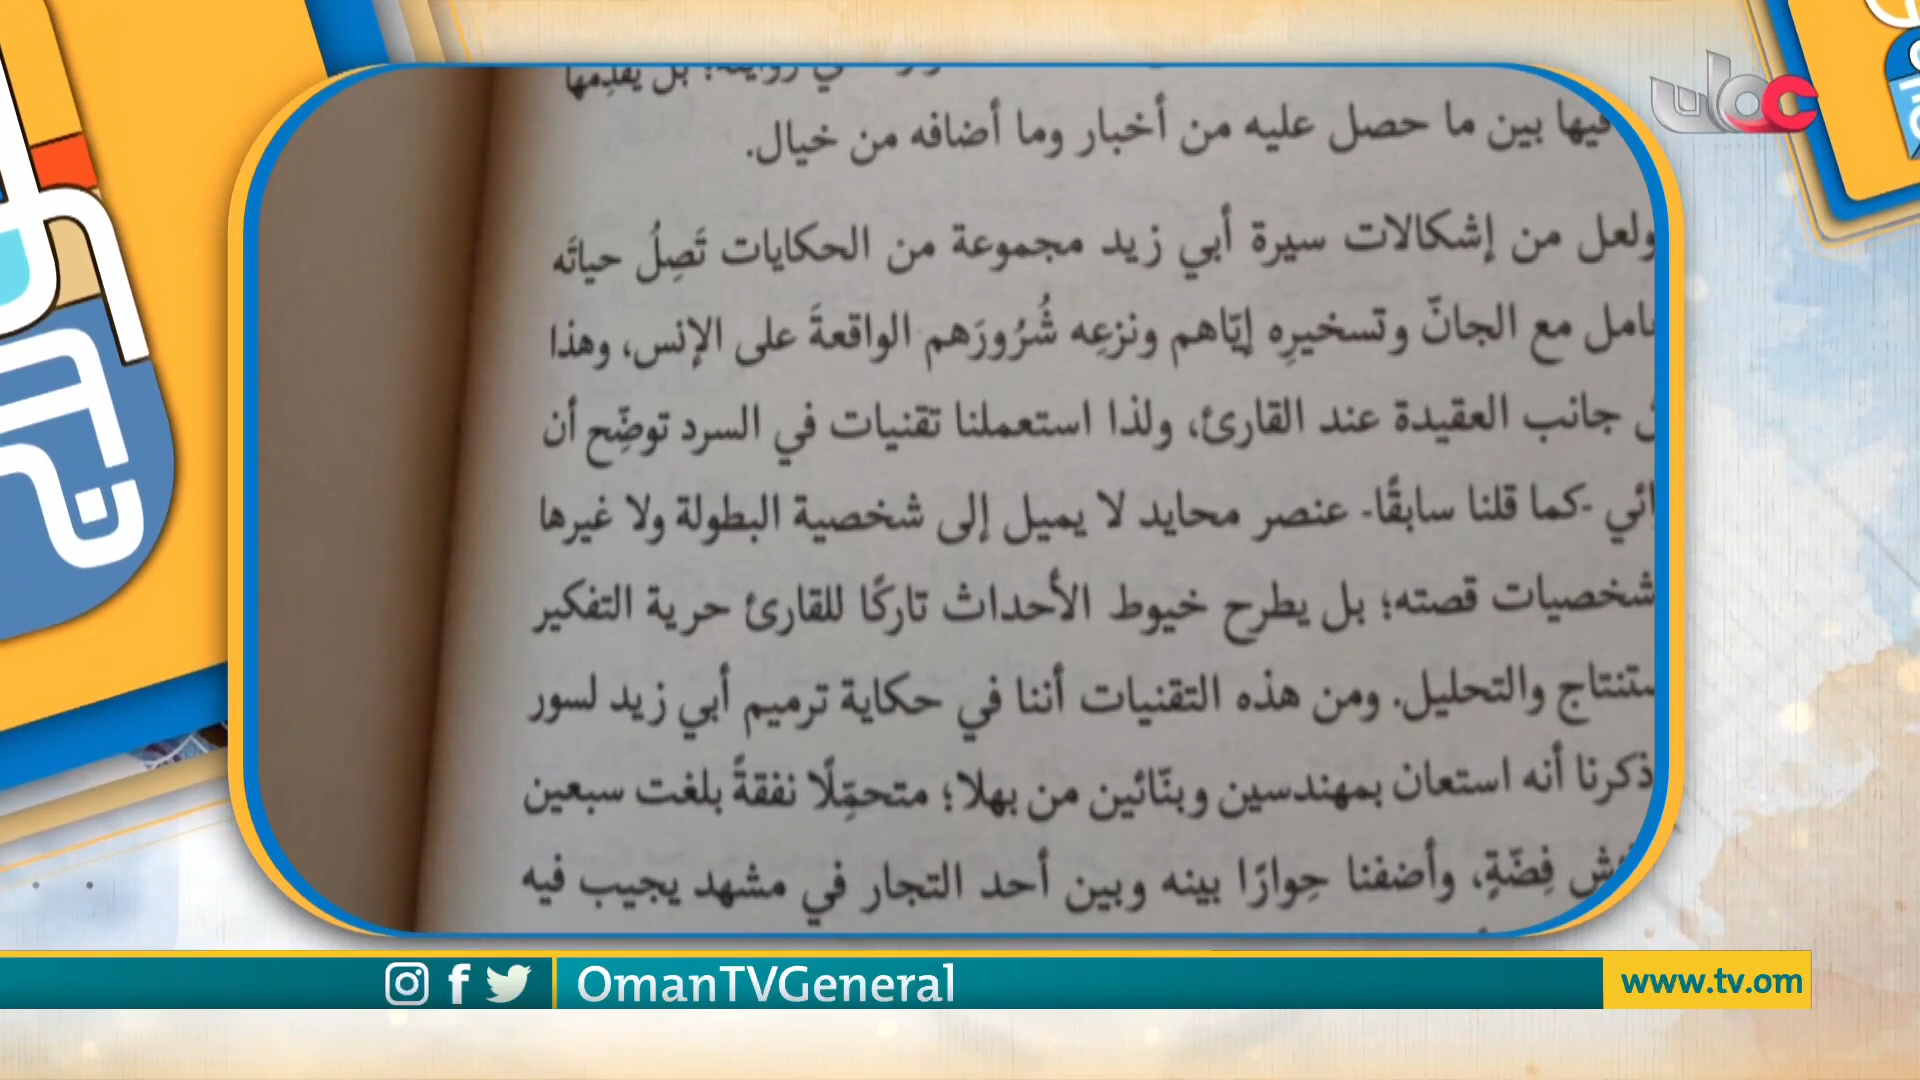 بل يقدمها
فيها بين ما حصل عليه من أخبار وما أضافه من خيال.
ولعل من إشكالات سيرة أبي زيد مجموعة من الحكايات تَصِلُ حياتَه
مع الجانّ وتسخيرِه إيّاهم ونزعِه شُرُورَهم الواقعةَ على الإنس، وهذا
جانب العقيدة عند القارئ، ولذا استعملنا تقنيات في السرد توضِّح أن
-كما قلنا سابقًا- عنصر محايد لا يميل إلى شخصية البطولة ولا غيرها
شخصيات قصته؛ بل يطرح خيوط الأحداث تاركًا للقارئ حرية التفكير
والتحليل. ومن هذه التقنيات أننا في حكاية ترميم أبي زيد لسور
ذكرنا أنه استعان بمهندسين وبنّائين من بهلا؛ متحمِّلًا نفقةً بلغت سبعين
فِضّةٍ، وأضفنا حِوارًا بينه وبين أحد التجار في مشهد يجيب فيه
OmanTVGeneral
www.tv.om